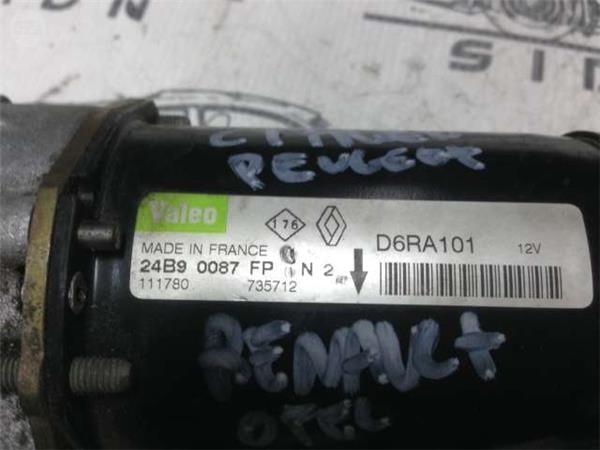 CITROEN
PEUGEOT
Valeo
176
D6RA101
12V
MADE IN FRANCE
24B9 0087 FP N 2
111780
735712
RENAULT
OPEL